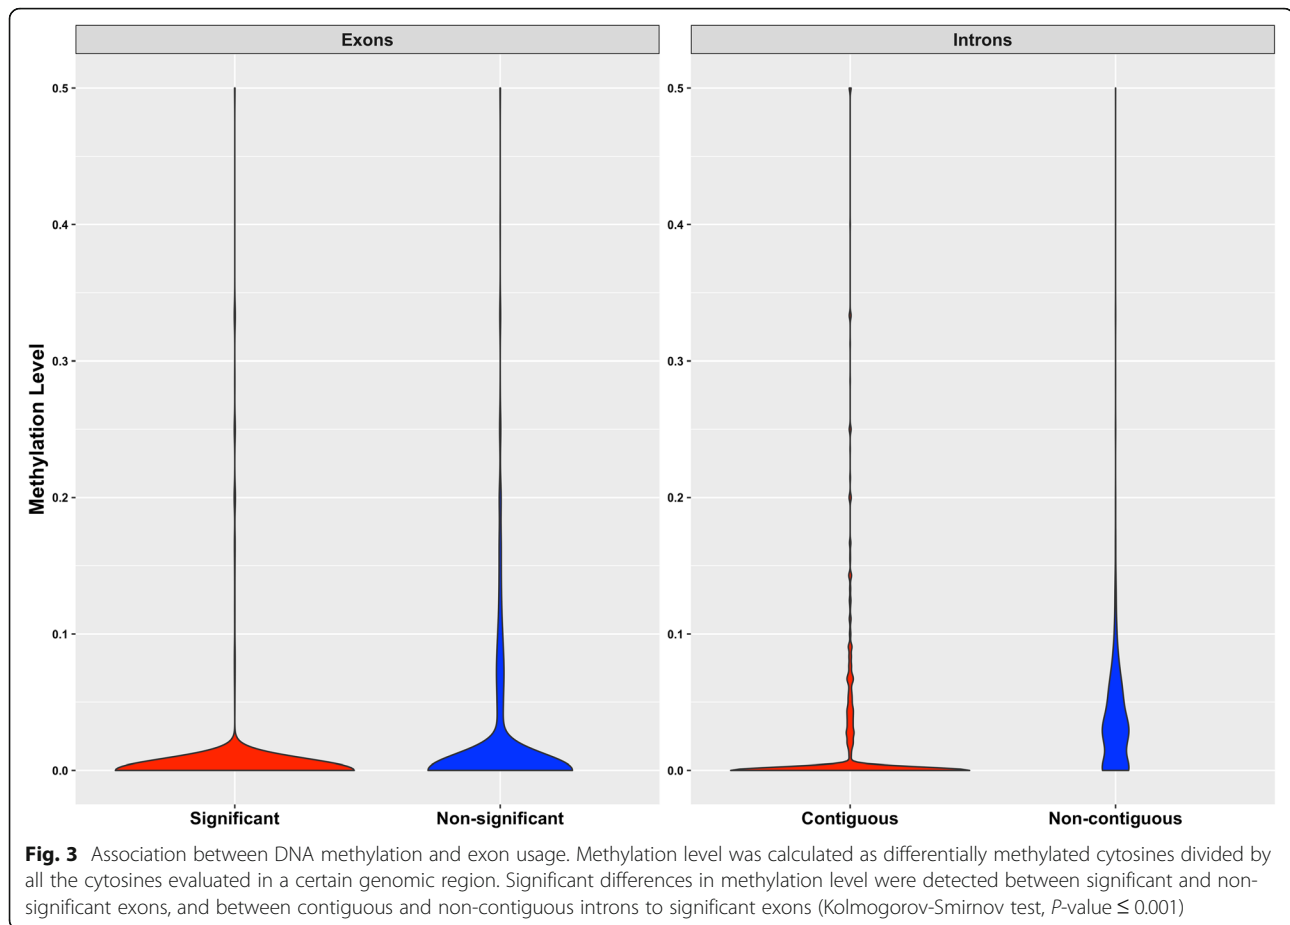 Exons
Introns
Methylation Level
0.5
0.4
0.3
0.2
0.1
0.0
0.5
0.4
0.3
0.2
0.1
0.0
Significant
Non-significant
Contiguous
Non-contiguous
Fig. 3 Association between DNA methylation and exon usage. Methylation level was calculated as differentially methylated cytosines divided by
all the cytosines evaluated in a certain genomic region. Significant differences in methylation level were detected between significant and non-
significant exons, and between contiguous and non-contiguous introns to significant exons (Kolmogorov-Smirnov test, P-value ≤ 0.001)